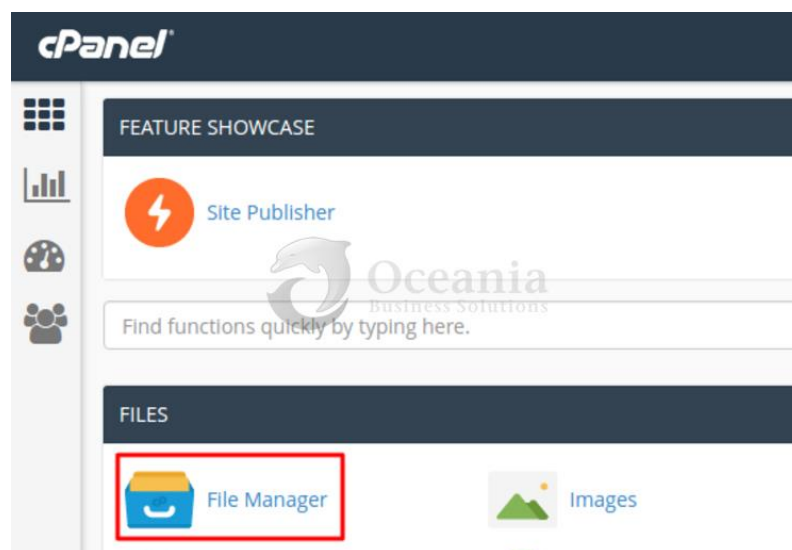 cPanel
FEATURE SHOWCASE
Site Publisher
Oceania
Business Solutions
Find functions quickly by typing here.
FILES
File Manager
Images